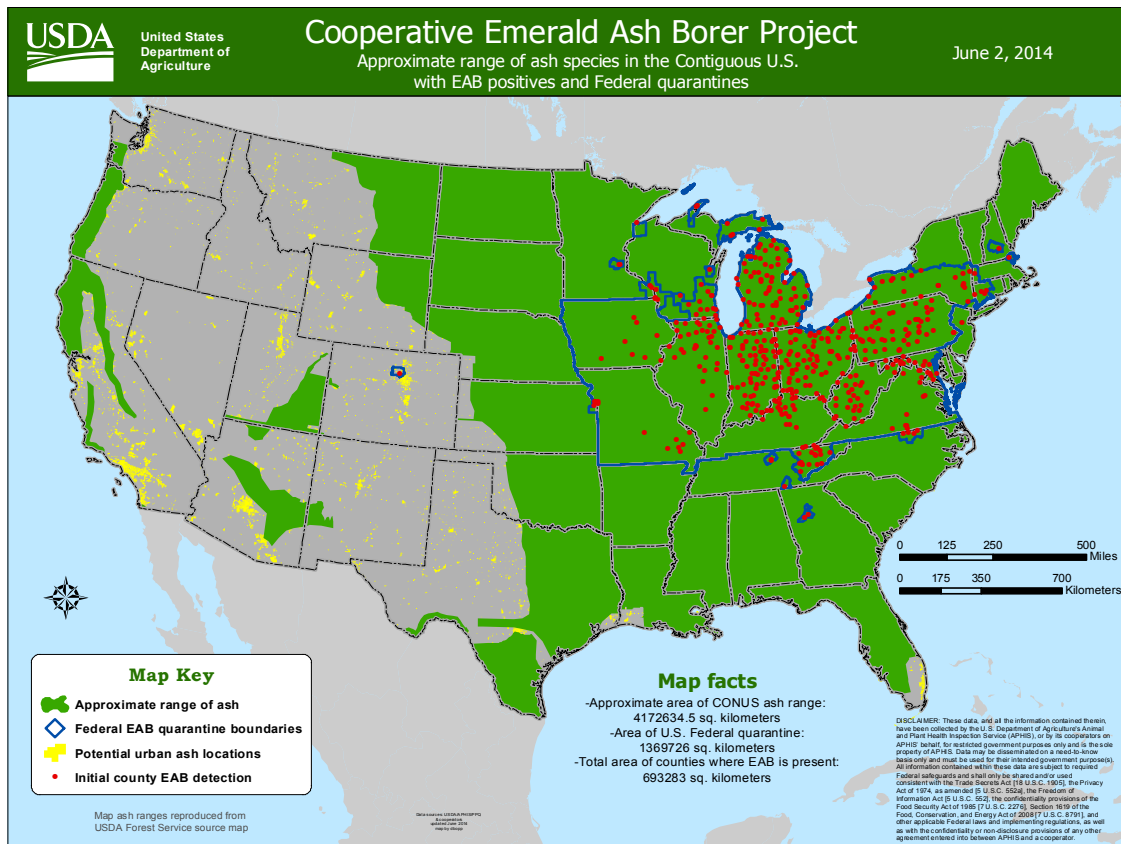 USDA
United States
Department of
Agriculture
Cooperative Emerald Ash Borer Project
Approximate range of ash species in the Contiguous U.S.
with EAB positives and Federal quarantines
June 2, 2014
0 125 250 500
Miles
0 175 350 700
Kilometers
Map Key
Approximate range of ash
Federal EAB quarantine boundaries
Potential urban ash locations
Initial county EAB detection
Map ash ranges reproduced from
USDA Forest Service source map
Map facts
-Approximate area of CONUS ash range:
4172634.5 sq. kilometers
-Area of U.S. Federal quarantine:
1369726 sq. kilometers
-Total area of counties where EAB is present:
693283 sq. kilometers
DISCLAIMER: These data, and all the information contained therein,
have been collected by the U.S. Department of Agriculture's Animal
and Plant Health Inspection Service (APHIS), or by its cooperators on
APHIS' behalf, for restricted government purposes only and is the sole
property of APHIS. Data may be disseminated on a need-to-know
basis only and must be used for their intended government purpose(s).
All information contained within these data are subject to required
Federal safeguards and shall only be shared and/or used
consistent with the Trade Secrets Act [18 U.S.C. 1905], the Privacy
Act of 1974, as amended [5 U.S.C. 552a], the Freedom of
Information Act [5 U.S.C. 552], the confidentiality provisions of the
Food Security Act of 1985 [7 U.S.C. 2276], Section 1619 of the
Food, Conservation, and Energy Act of 2008 [7 U.S.C. 8791], and
other applicable Federal laws and implementing regulations, as well
as with the confidentiality or non-disclosure provisions of any other
agreement entered into between APHIS and a cooperator.